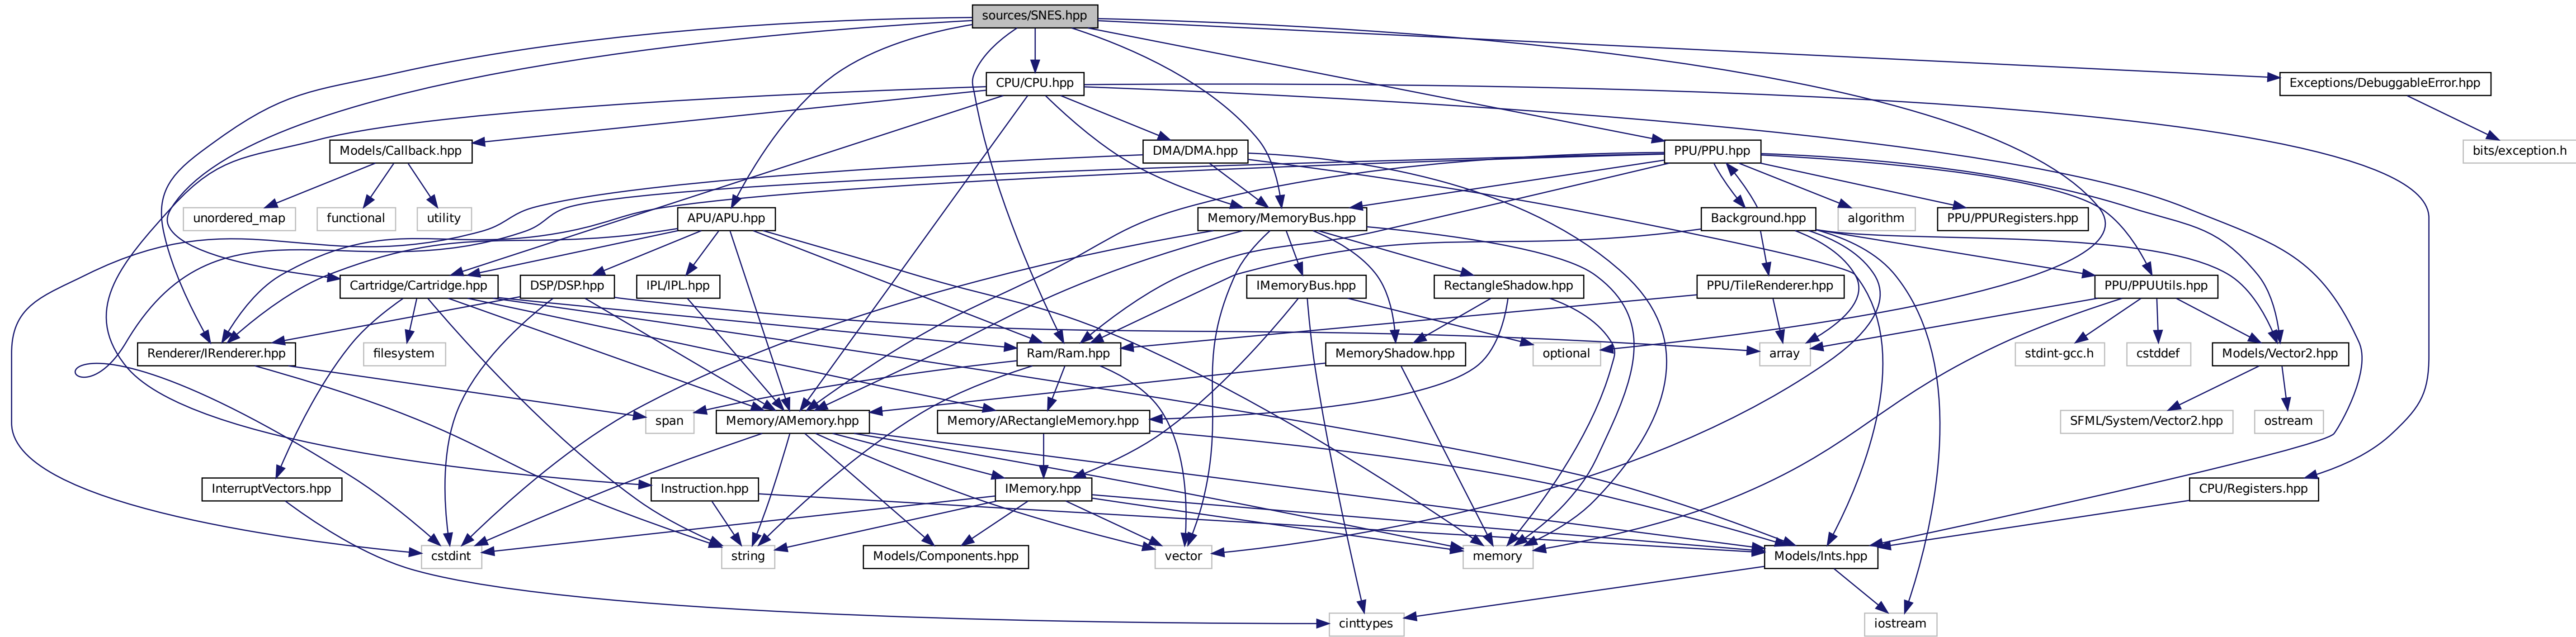 sources/SNES.hpp
CPU/CPU.hpp
Exceptions/DebuggableError.hpp
Models/Callback.hpp
DMA/DMA.hpp
PPU/PPU.hpp
bits/exception.h
unordered_map
functional
utility
APU/APU.hpp
Memory/MemoryBus.hpp
Background.hpp
algorithm
PPU/PPURegisters.hpp
Cartridge/Cartridge.hpp
DSP/DSP.hpp
IPL/IPL.hpp
IMemoryBus.hpp
RectangleShadow.hpp
PPU/TileRenderer.hpp
PPU/PPUUtils.hpp
Renderer/IRenderer.hpp
filesystem
Ram/Ram.hpp
MemoryShadow.hpp
optional
array
stdint-gcc.h
cstddef
Models/Vector2.hpp
span
Memory/AMemory.hpp
Memory/ARectangleMemory.hpp
SFML/System/Vector2.hpp
ostream
InterruptVectors.hpp
Instruction.hpp
IMemory.hpp
CPU/Registers.hpp
cstdint
string
Models/Components.hpp
vector
memory
Models/Ints.hpp
cinttypes
iostream